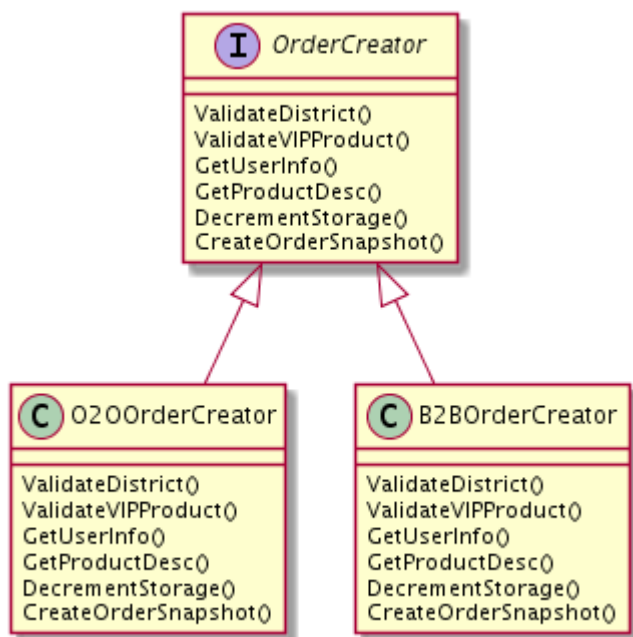 I OrderCreator
ValidateDistrict()
ValidateVIPProduct()
GetUserInfo()
GetProductDesc()
DecrementStorage()
CreateOrderSnapshot()
C O2OOrderCreator
ValidateDistrict()
ValidateVIPProduct()
GetUserInfo()
GetProductDesc()
DecrementStorage()
CreateOrderSnapshot()
C B2BOrderCreator
ValidateDistrict()
ValidateVIPProduct()
GetUserInfo()
GetProductDesc()
DecrementStorage()
CreateOrderSnapshot()